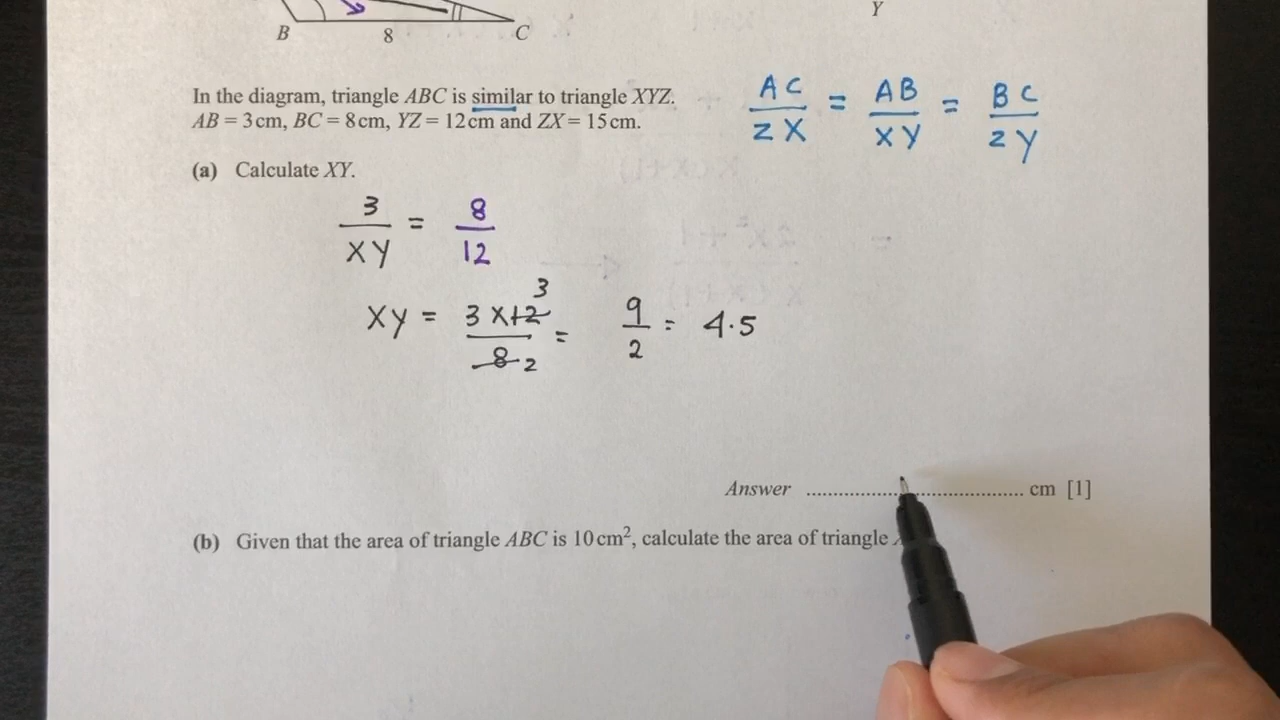 Y
B 8 C
In the diagram, triangle ABC is similar to triangle XYZ.
AB = 3 cm, BC = 8 cm, YZ = 12 cm and ZX = 15 cm.
AC/ZX = AB/XY = BC/ZY
(a) Calculate XY.
3/XY = 8/12
XY = 3 × 12 3 / 8 2 = 9/2 = 4.5
Answer ........................................ cm [1]
(b) Given that the area of triangle ABC is 10 cm², calculate the area of triangle